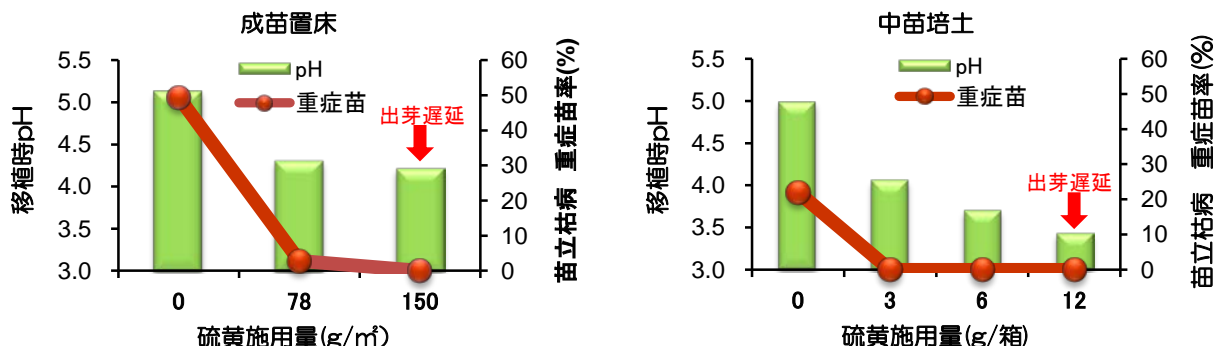 成苗置床
5.5
5.0
4.5
4.0
3.5
3.0
移植時pH
pH
重症苗
出芽遅延
60
50
40
30
20
10
0
苗立枯病 重症苗率(%)
0 78 150
硫黄施用量(g/㎡)
中苗培土
5.5
5.0
4.5
4.0
3.5
3.0
移植時pH
pH
重症苗
出芽遅延
60
50
40
30
20
10
0
苗立枯病 重症苗率(%)
0 3 6 12
硫黄施用量(g/箱)